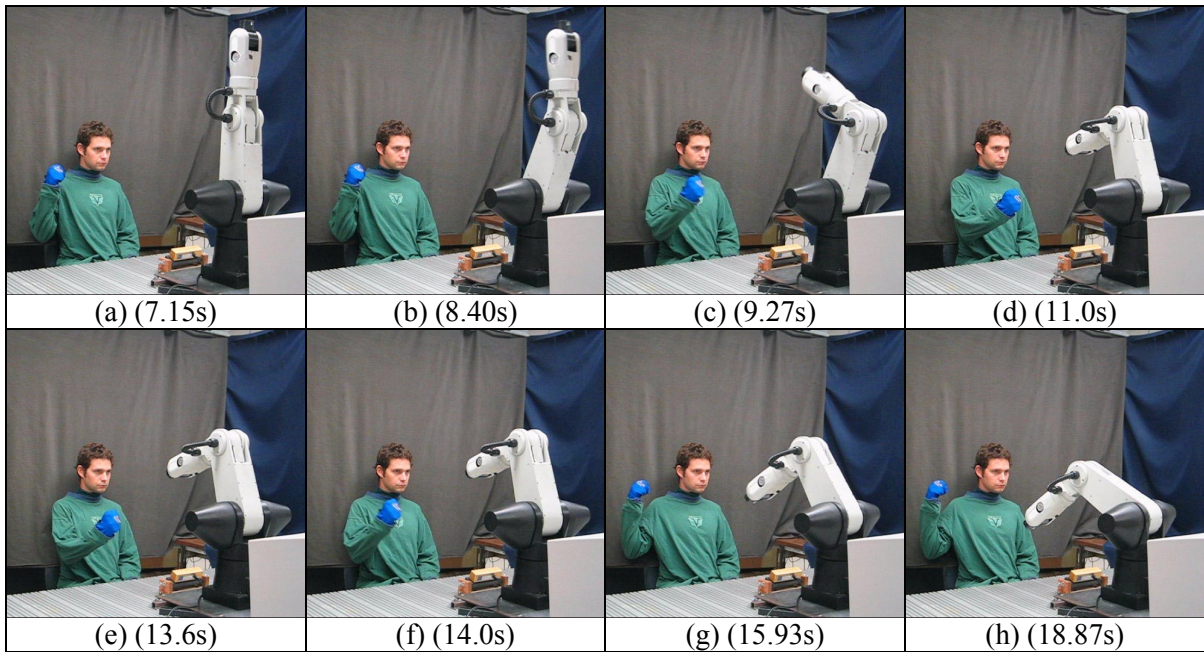 (a) (7.15s)
(b) (8.40s)
(c) (9.27s)
(d) (11.0s)
(e) (13.6s)
(f) (14.0s)
(g) (15.93s)
(h) (18.87s)